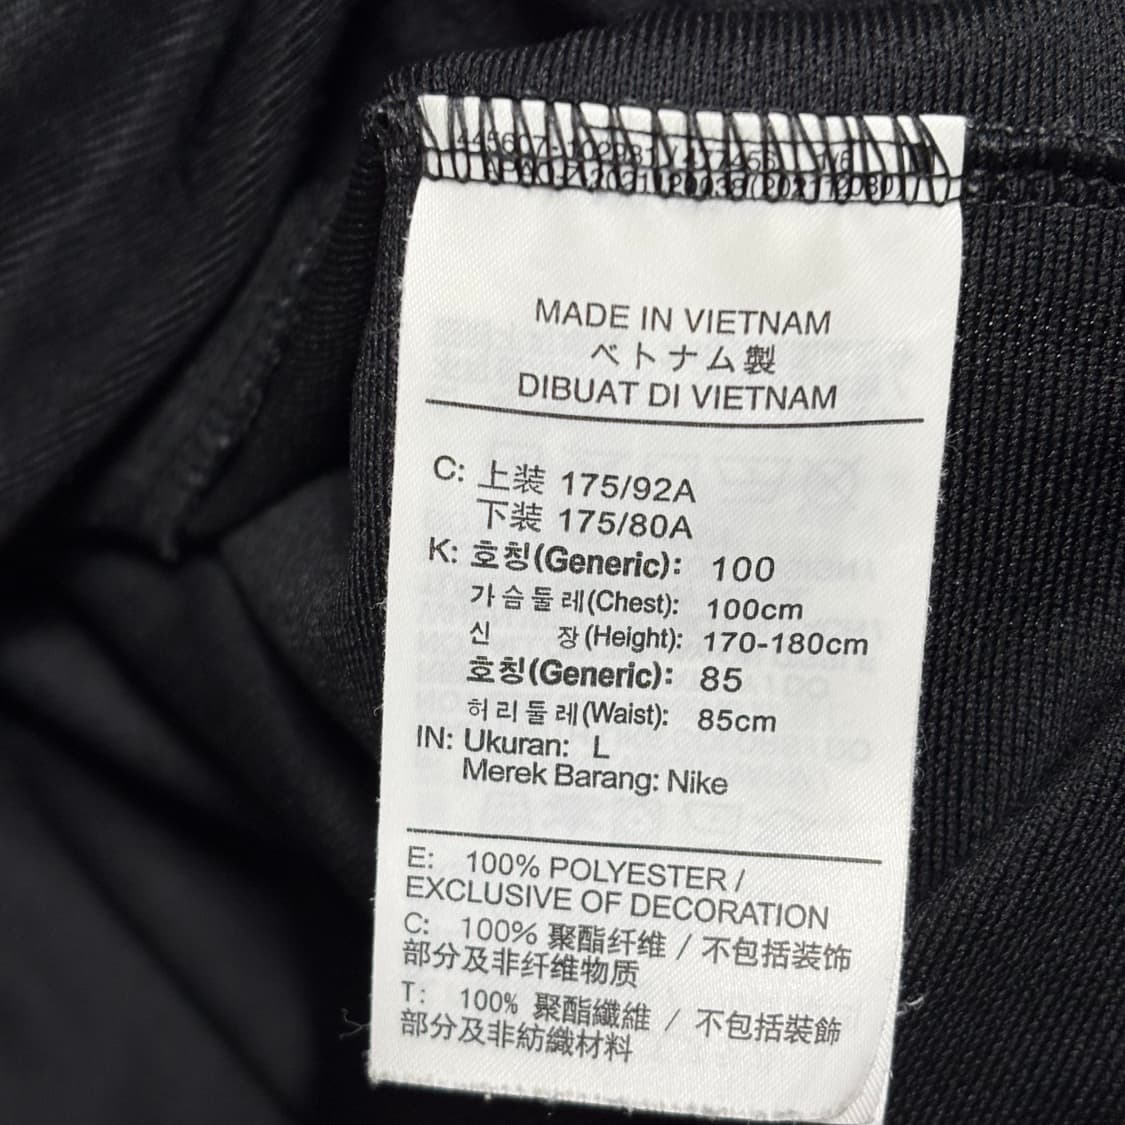 MADE IN VIETNAM
ベトナム製
DIBUAT DI VIETNAM
C: 上装 175/92A
下装 175/80A
K: 호칭(Generic): 100
가슴둘레(Chest): 100cm
신 장(Height): 170-180cm
호칭(Generic): 85
허리둘레(Waist): 85cm
IN: Ukuran: L
Merek Barang: Nike
E: 100% POLYESTER /
EXCLUSIVE OF DECORATION
C: 100% 聚酯纤维 / 不包括装饰
部分及非纤维物质
T: 100% 聚酯纖維 / 不包括裝飾
部分及非紡織材料